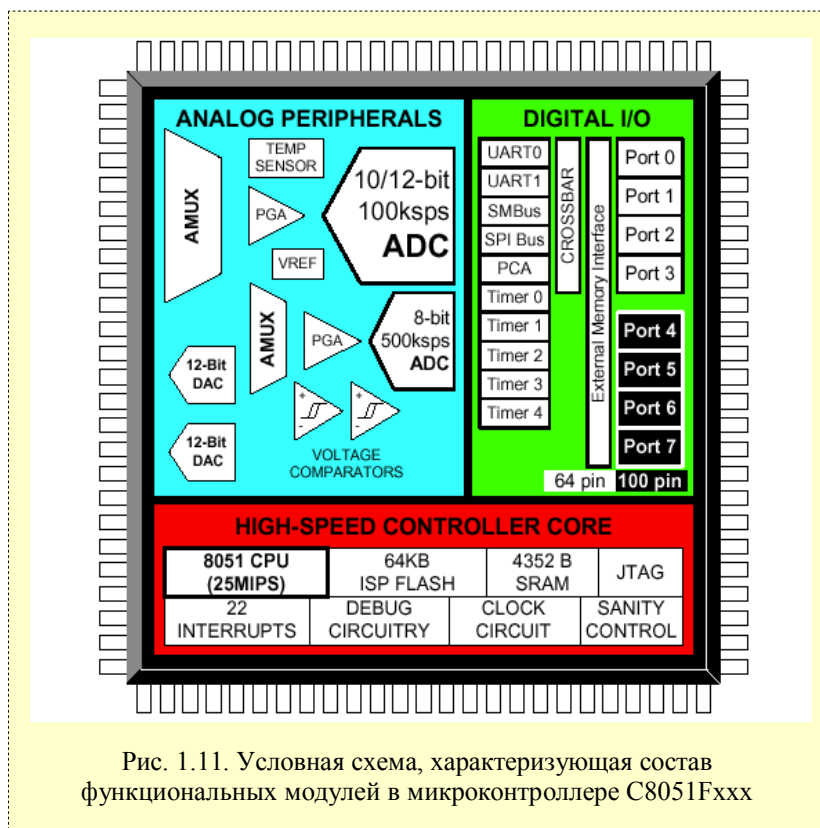 ANALOG PERIPHERALS
AMUX
TEMP
SENSOR
PGA
VREF
10/12-bit
100ksps
ADC
AMUX
PGA
8-bit
500ksps
ADC
12-Bit
DAC
12-Bit
DAC
+
-
+
-
VOLTAGE
COMPARATORS
DIGITAL I/O
UART0
UART1
SMBus
SPI Bus
PCA
Timer 0
Timer 1
Timer 2
Timer 3
Timer 4
CROSSBAR
External Memory Interface
Port 0
Port 1
Port 2
Port 3
Port 4
Port 5
Port 6
Port 7
64 pin 100 pin
HIGH-SPEED CONTROLLER CORE
8051 CPU
(25MIPS)
64KB
ISP FLASH
4352 B
SRAM
JTAG
22
INTERRUPTS
DEBUG
CIRCUITRY
CLOCK
CIRCUIT
SANITY
CONTROL
Рис. 1.11. Условная схема, характеризующая состав
функциональных модулей в микроконтроллере C8051Fxxx